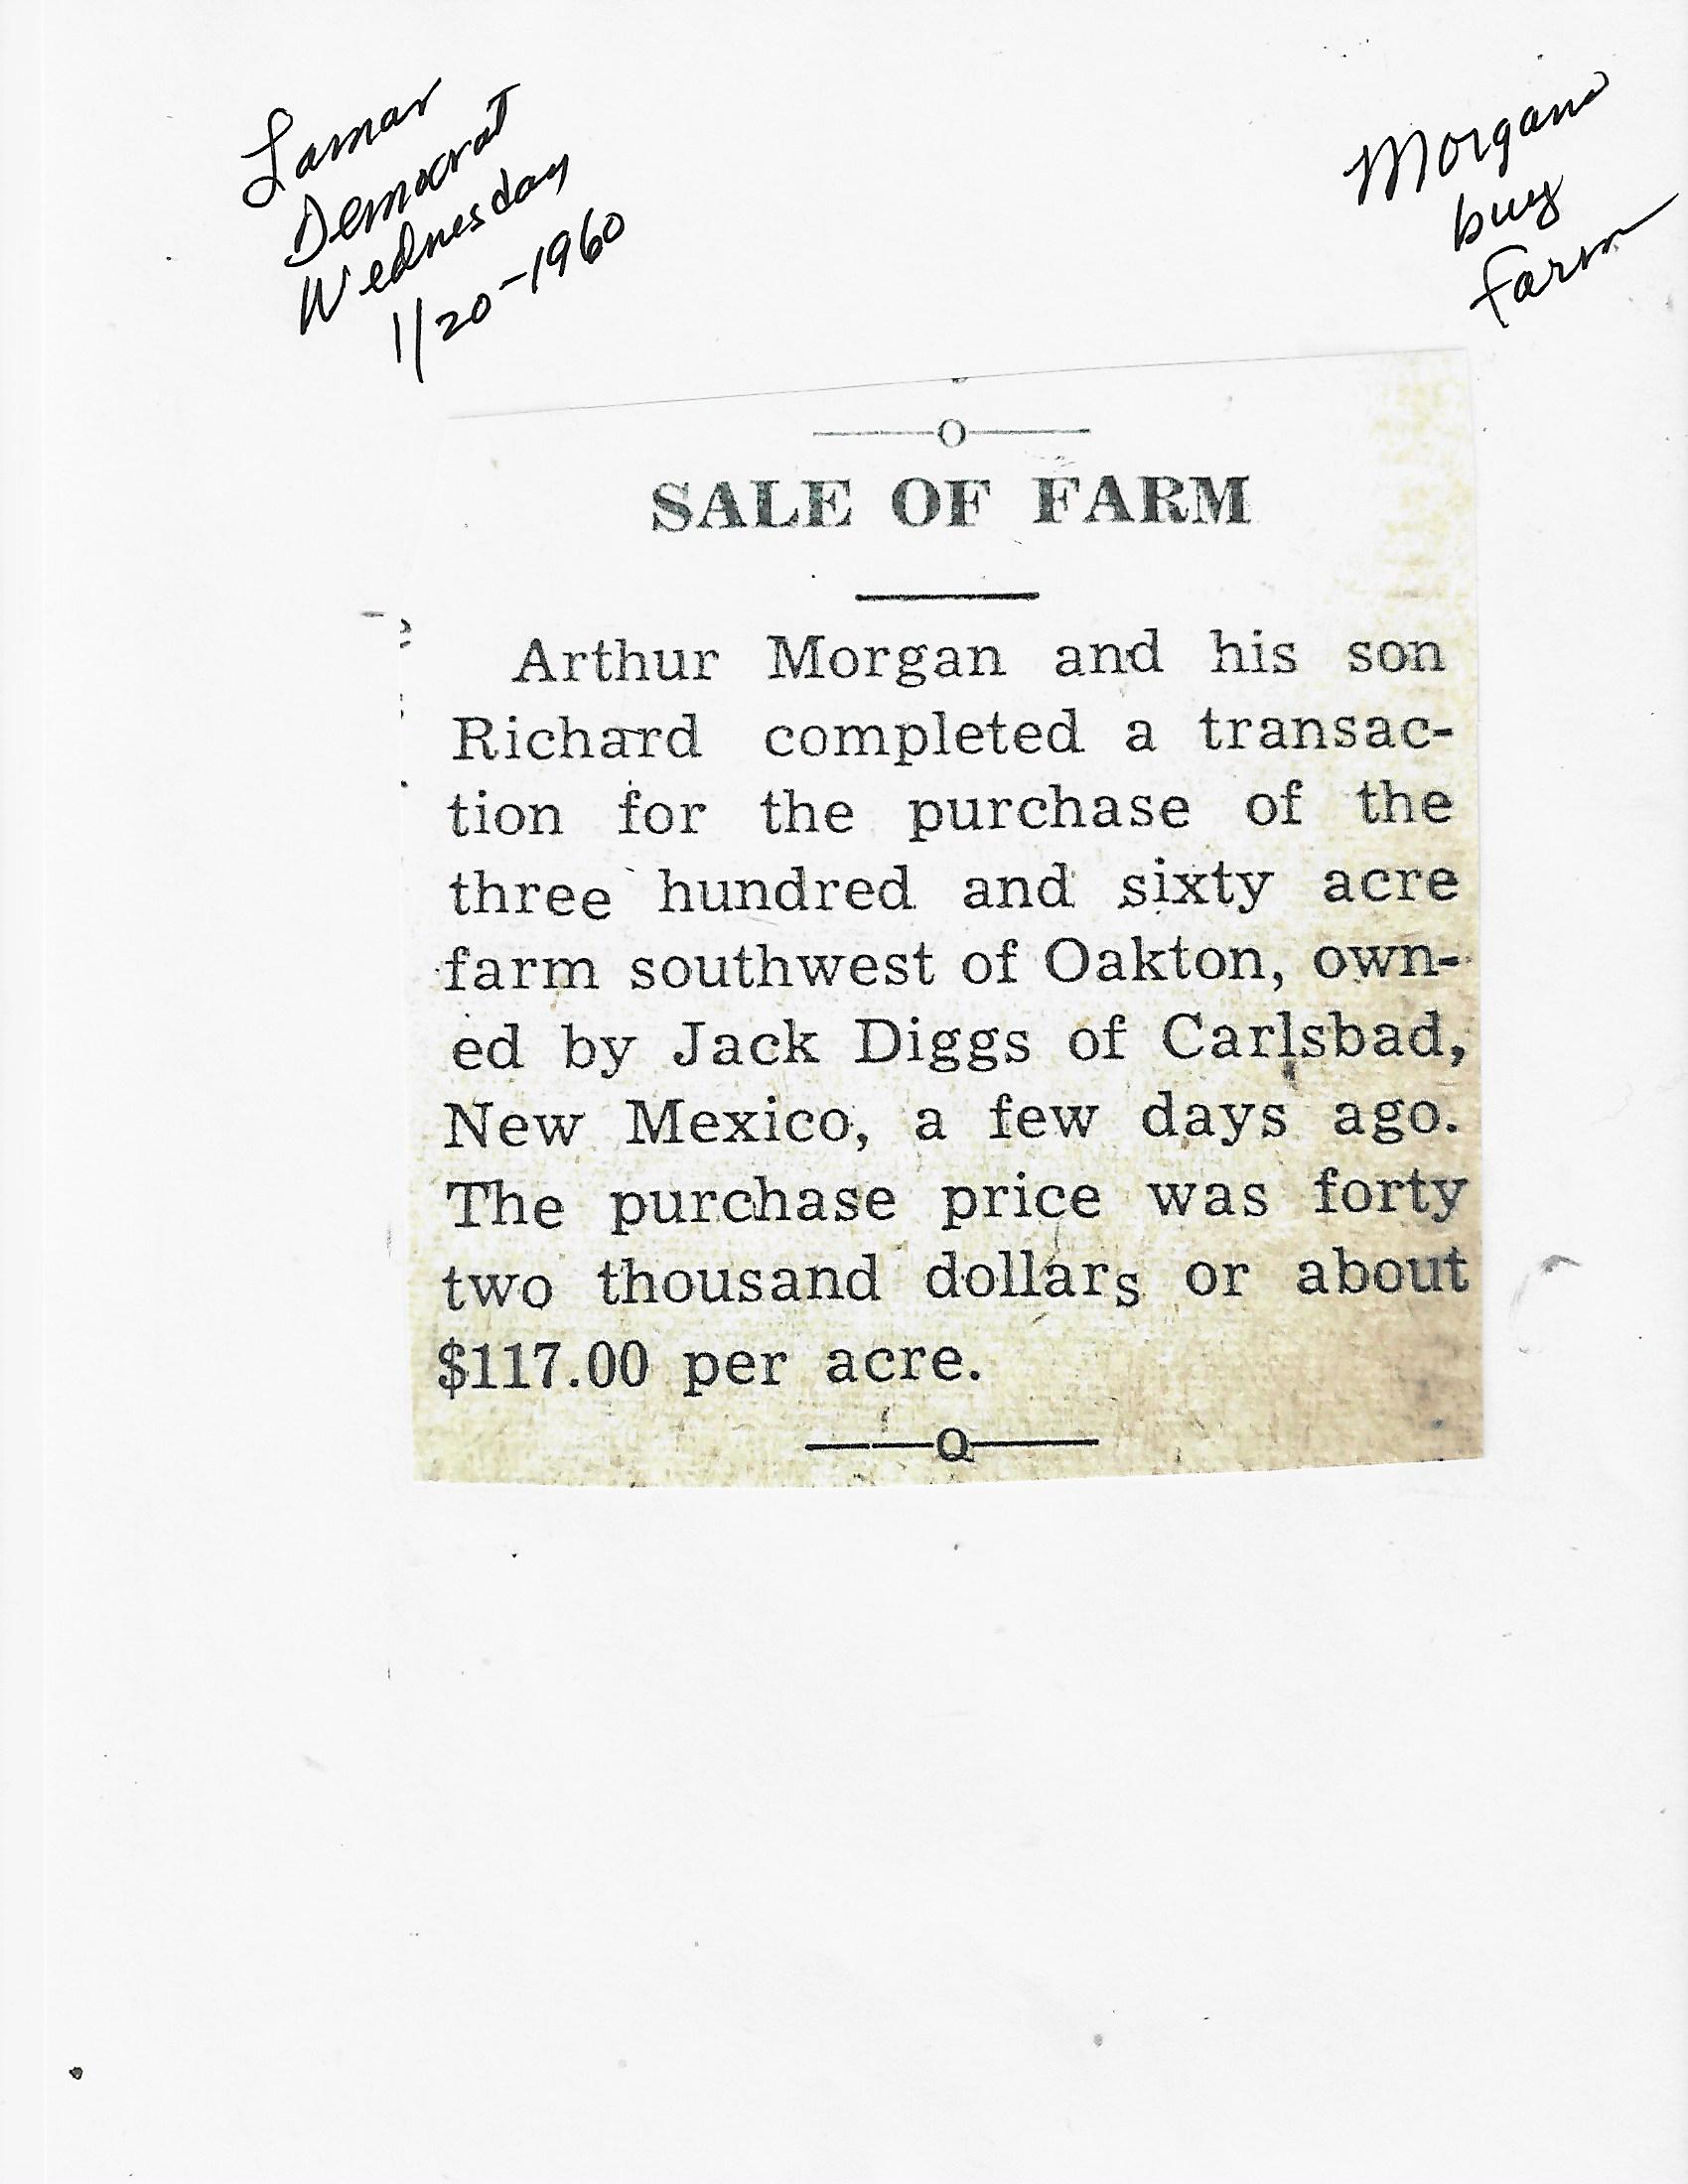 Lamar
Democrat
Wednesday
1/20-1960
Morgans
buy
Farm
SALE OF FARM
Arthur Morgan and his son
Richard completed a transac-
tion for the purchase of the
three hundred and sixty acre
farm southwest of Oakton, own-
ed by Jack Diggs of Carlsbad,
New Mexico, a few days ago.
The purchase price was forty
two thousand dollars or about
$117.00 per acre.